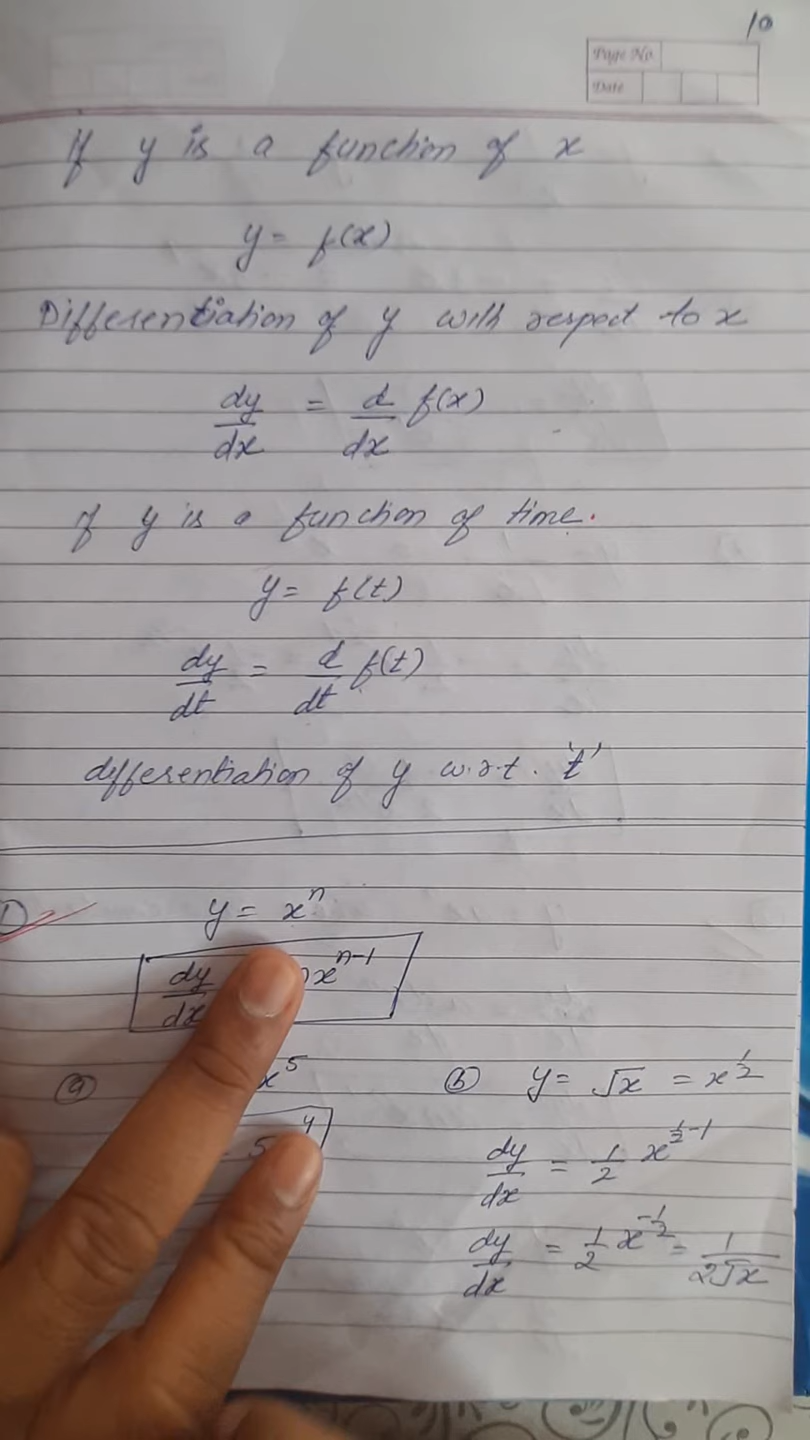 10
Page No.
Date
If y is a function of x
y = f(x)
Differentiation of y with respect to x
dy/dx = d/dx f(x)
If y is a function of time.
y = f(t)
dy/dt = d/dt f(t)
differentiation of y w.r.t. 't'
① y = xⁿ
dy/dx x^(n-1)
ⓐ x⁵
= 5 4
ⓑ y = √x = x^(1/2)
dy/dx = 1/2 x^(1/2-1)
dy/dx = 1/2 x^(-1/2) = 1/(2√x)